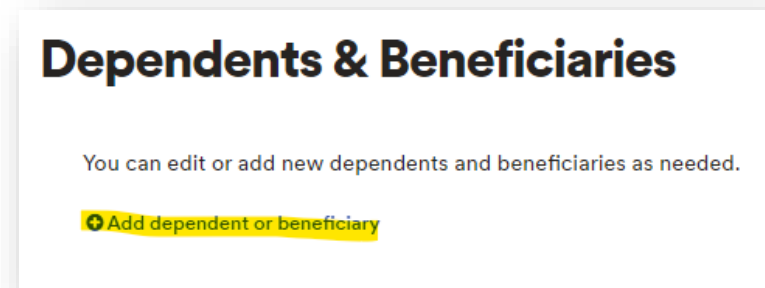 Dependents & Beneficiaries
You can edit or add new dependents and beneficiaries as needed.
Add dependent or beneficiary